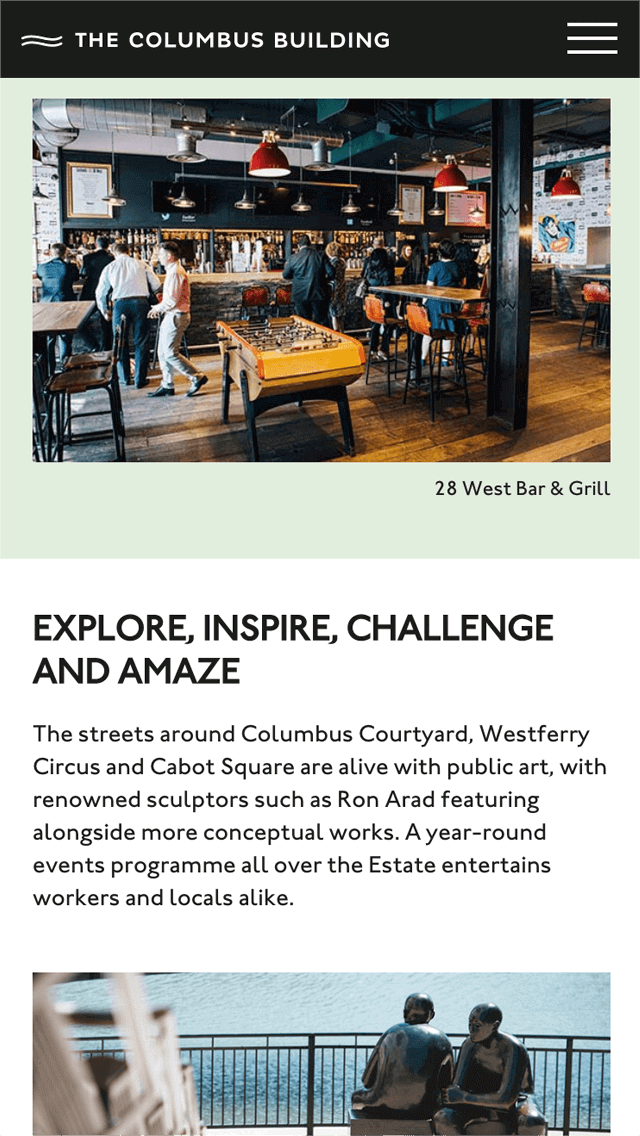 THE COLUMBUS BUILDING
28 West Bar & Grill
EXPLORE, INSPIRE, CHALLENGE
AND AMAZE
The streets around Columbus Courtyard, Westferry
Circus and Cabot Square are alive with public art, with
renowned sculptors such as Ron Arad featuring
alongside more conceptual works. A year-round
events programme all over the Estate entertains
workers and locals alike.